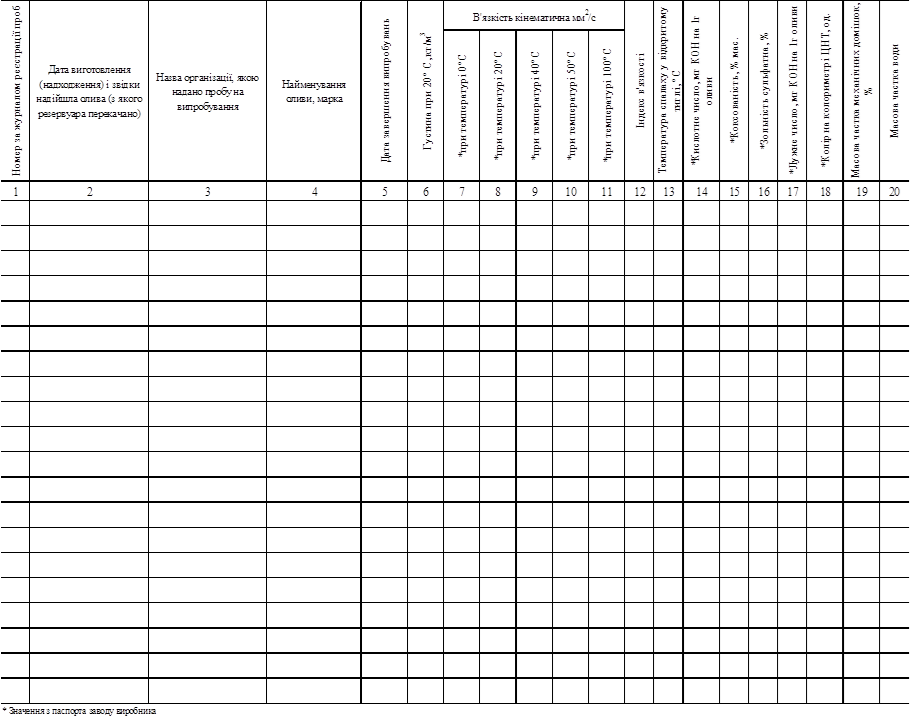 Номер за журналом реєстрації проб
Дата виготовлення
(надходження) і звідки
надійшла олива (з якого
резервуара перекачано)
Назва організації, якою
надано пробу на
випробування
Найменування
оливи, марка
Дата завершення випробувань
Густина при 20° С ,кг/м³
В'язкість кінематична мм²/с
*при температурі 0° С
*при температурі 20° С
*при температурі 40° С
*при температурі 50° С
*при температурі 100° С
Індекс в'язкості
Температура спалаху у відкритому
тиглі,° С
*Кислотне число, мг КОН на 1г
оливи
*Коксованість, % мас.
*Зольність сульфатна, %
*Лужне число, мг КОН на 1г оливи
*Колір на колориметрі ЦНТ, од.
Масова частка механічних домішок,
%
Масова частка води
1 2 3 4 5 6 7 8 9 10 11 12 13 14 15 16 17 18 19 20
* Значення з паспорта заводу виробника